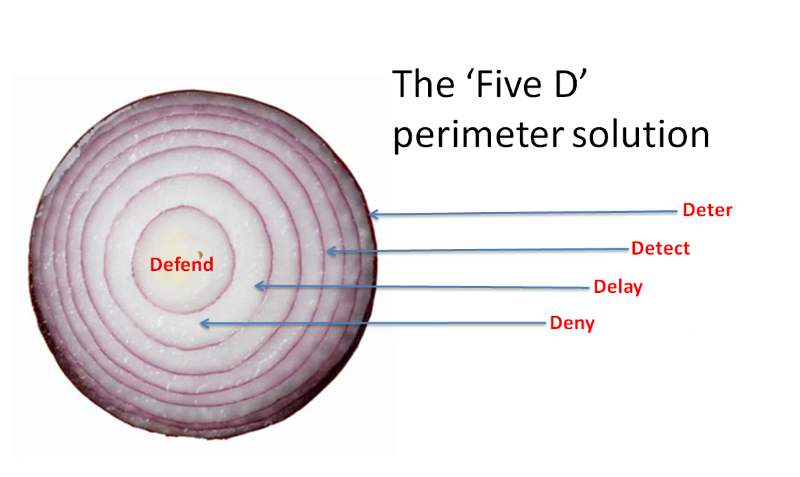 The ‘Five D’
perimeter solution
Deter
Detect
Defend
Delay
Deny